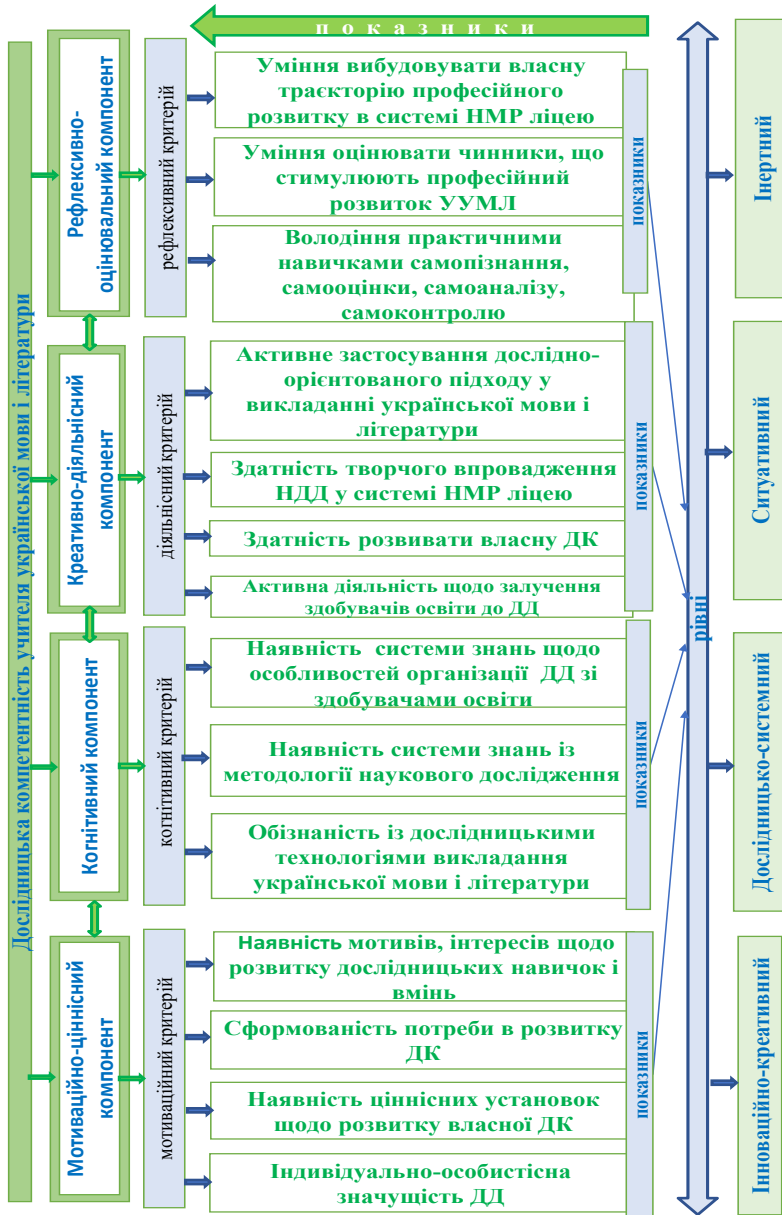 показники
Дослідницька компетентність учителя української мови і літератури
Рефлексивно-
оцінювальний компонент
рефлексивний критерій
Уміння вибудовувати власну
траєкторію професійного
розвитку в системі НМР ліцею
Уміння оцінювати чинники, що
стимулюють професійний
розвиток УУМЛ
Володіння практичними
навичками самопізнання,
самооцінки, самоаналізу,
самоконтролю
показники
Креативно-діяльнісний
компонент
діяльнісний критерій
Активне застосування дослідно-
орієнтованого підходу у
викладанні української мови і
літератури
Здатність творчого впровадження
НДД у системі НМР ліцею
Здатність розвивати власну ДК
Активна діяльність щодо залучення
здобувачів освіти до ДД
показники
Когнітивний компонент
когнітивний критерій
Наявність системи знань щодо
особливостей організації ДД зі
здобувачами освіти
Наявність системи знань із
методології наукового дослідження
Обізнаність із дослідницькими
технологіями викладання
української мови і літератури
показники
Мотиваційно-ціннісний
компонент
мотиваційний критерій
Наявність мотивів, інтересів щодо
розвитку дослідницьких навичок і
вмінь
Сформованість потреби в розвитку
ДК
Наявність ціннісних установок
щодо розвитку власної ДК
Індивідуально-особистісна
значущість ДД
показники
рівні
Інертний
Ситуативний
Дослідницько-системний
Інноваційно-креативний